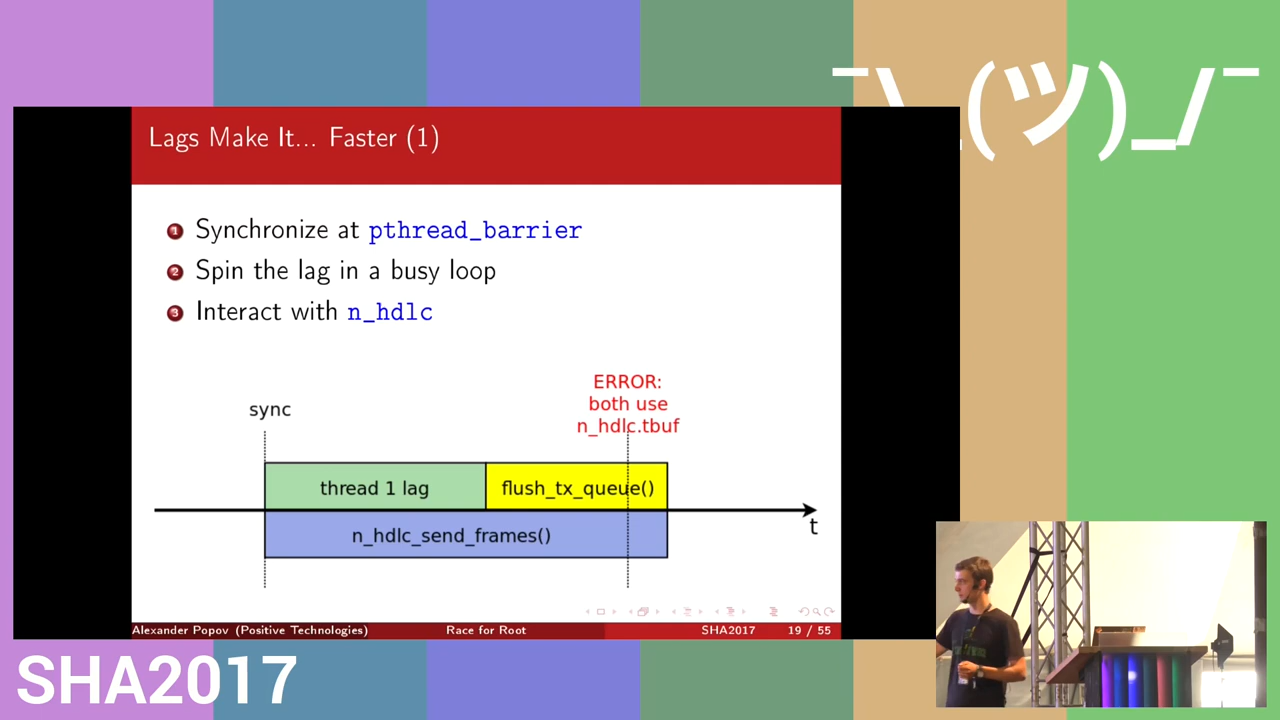 ¯\_(ツ)_/¯
Lags Make It... Faster (1)
1 Synchronize at pthread_barrier
2 Spin the lag in a busy loop
3 Interact with n_hdlc
ERROR:
both use
n_hdlc.tbuf
sync
thread 1 lag
flush_tx_queue()
t
n_hdlc_send_frames()
Alexander Popov (Positive Technologies) Race for Root SHA2017 19 / 55
SHA2017